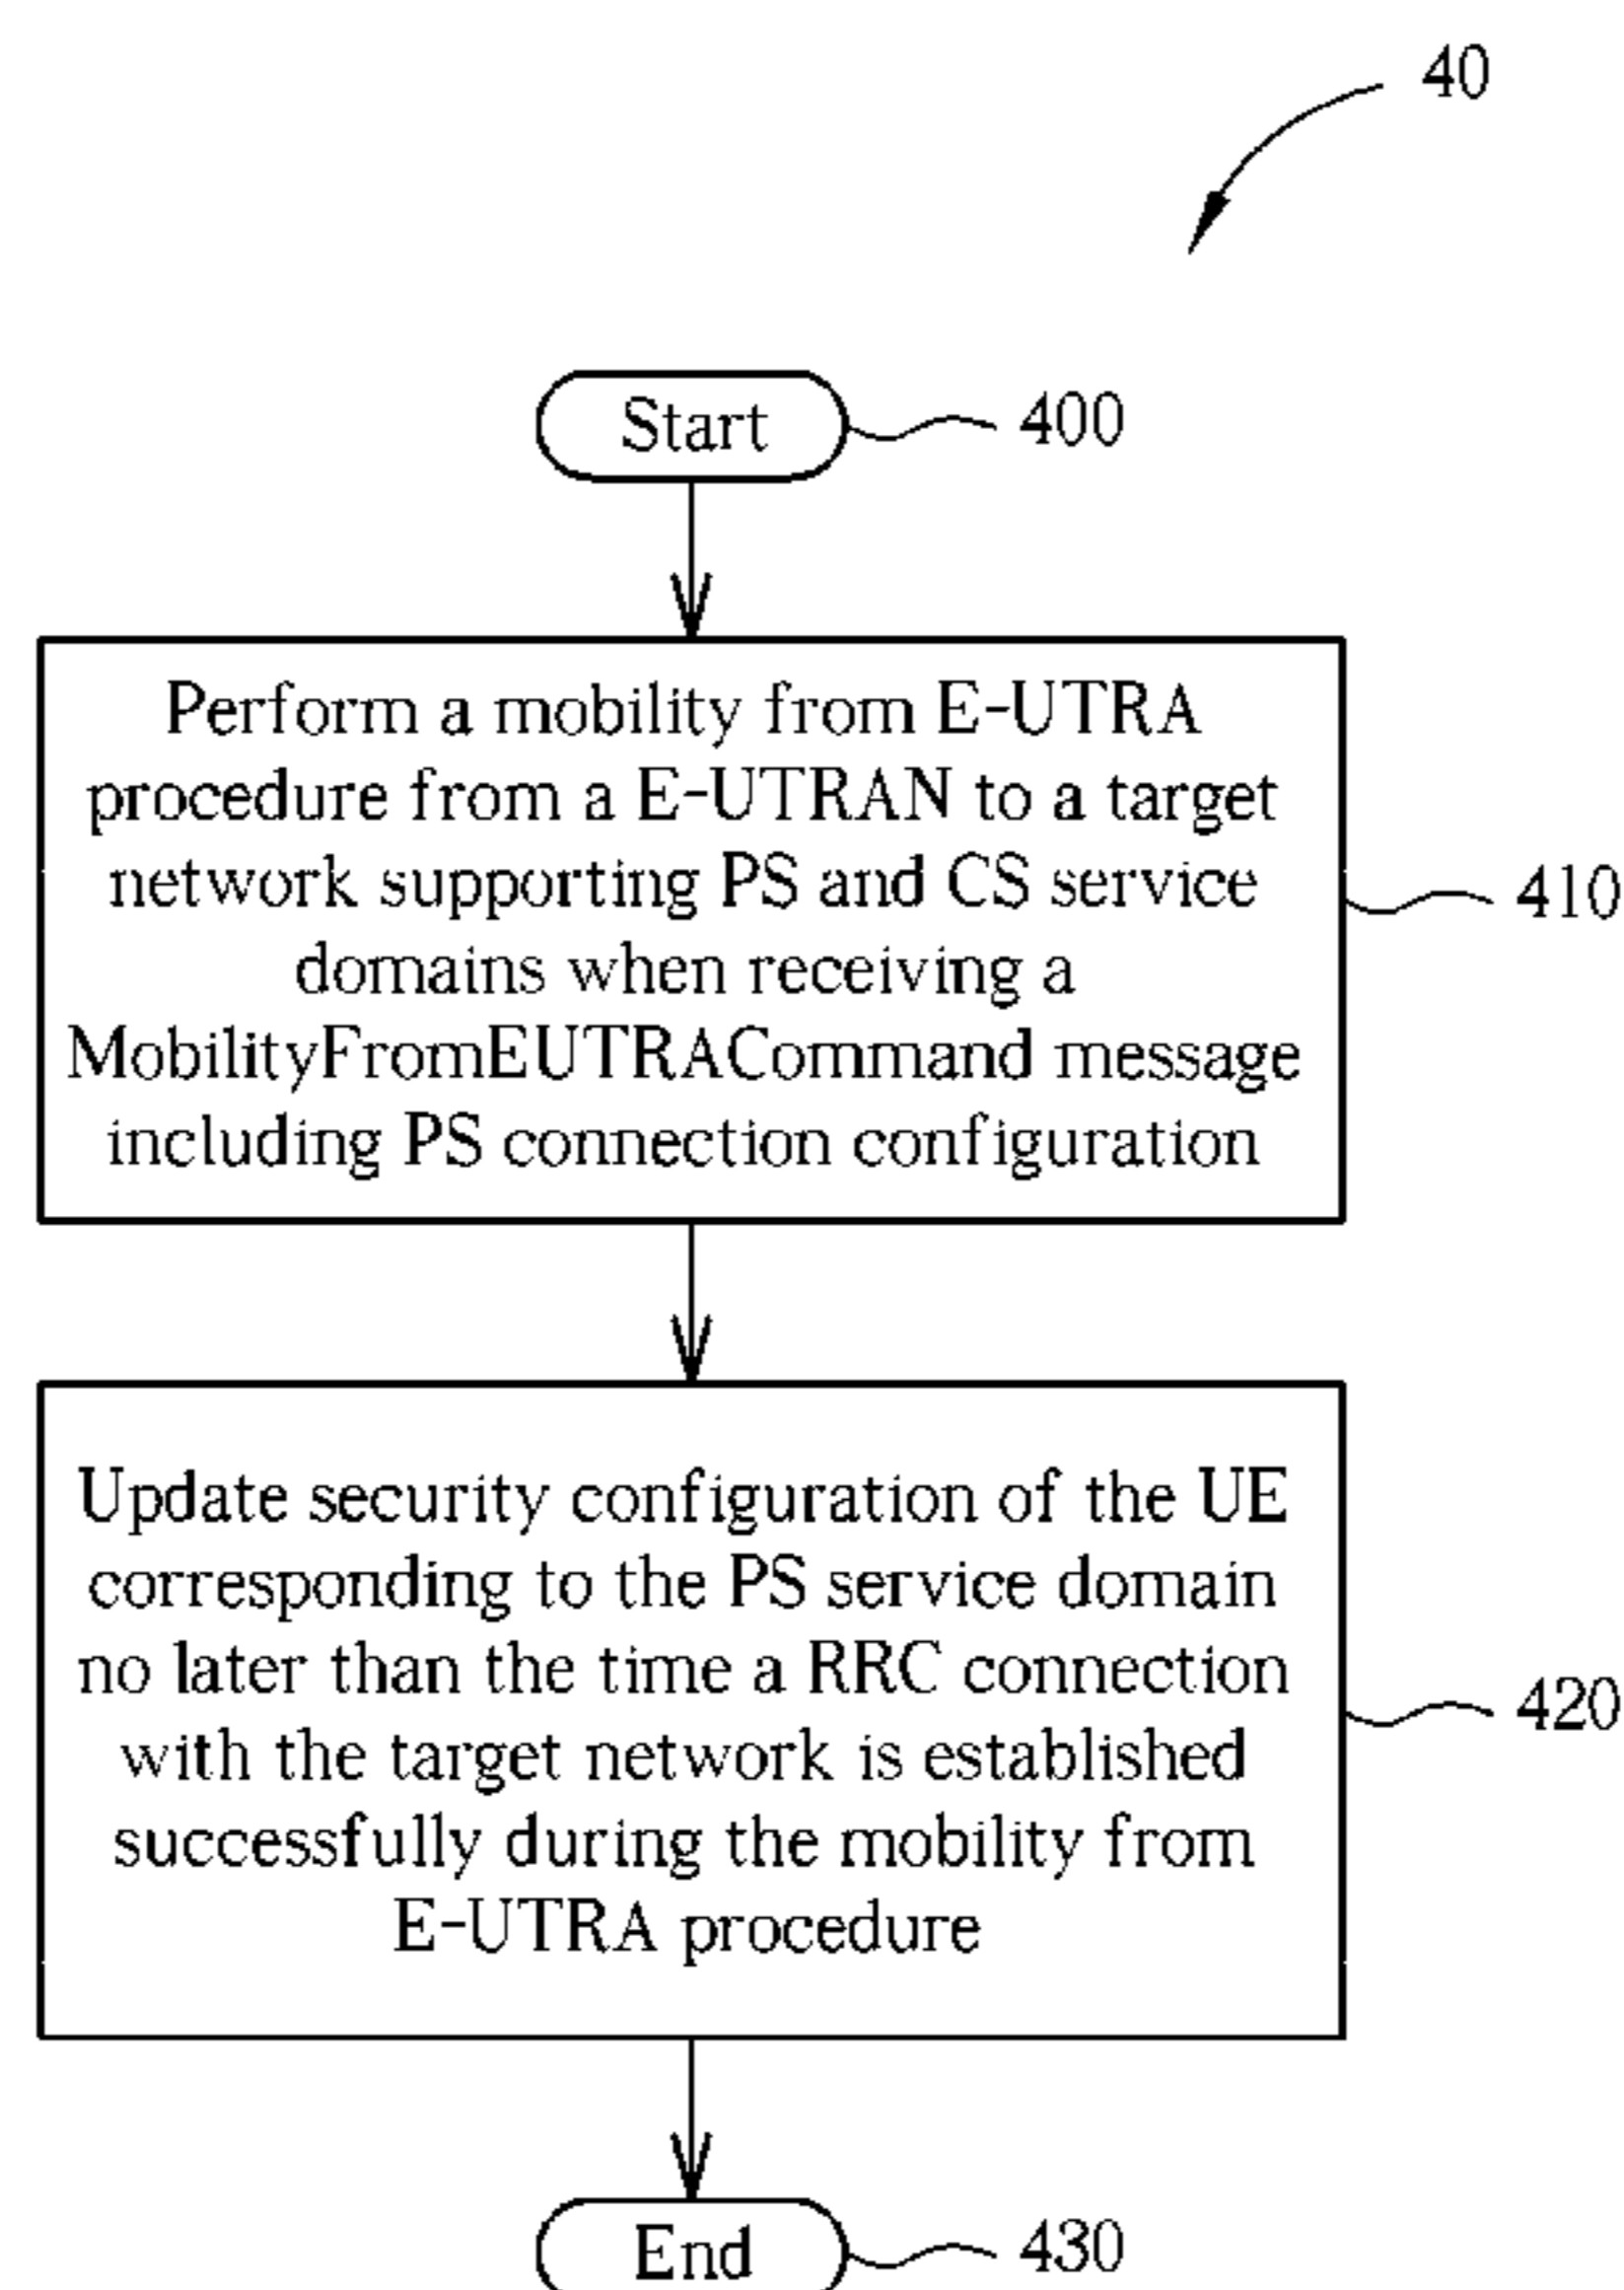 40
Start
400
Perform a mobility from E-UTRA
procedure from a E-UTRAN to a target
network supporting PS and CS service
domains when receiving a
MobilityFromEUTRACommand message
including PS connection configuration
410
Update security configuration of the UE
corresponding to the PS service domain
no later than the time a RRC connection
with the target network is established
successfully during the mobility from
E-UTRA procedure
420
End
430